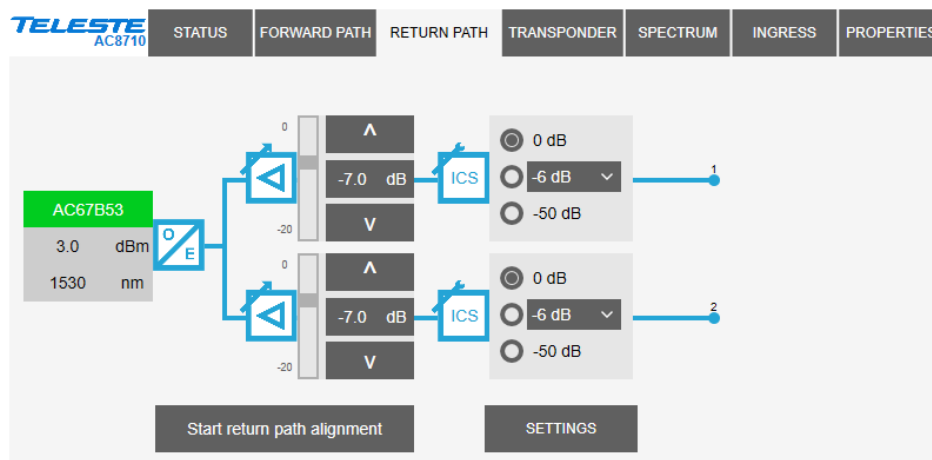 TELESTE
AC8710
STATUS
FORWARD PATH
RETURN PATH
TRANSPONDER
SPECTRUM
INGRESS
PROPERTIES
AC67B53
3.0 dBm
1530 nm
O
E
0
-20
Λ
-7.0 dB
V
ICS
0 dB
-6 dB
-50 dB
1
0
-20
Λ
-7.0 dB
V
ICS
0 dB
-6 dB
-50 dB
2
Start return path alignment
SETTINGS